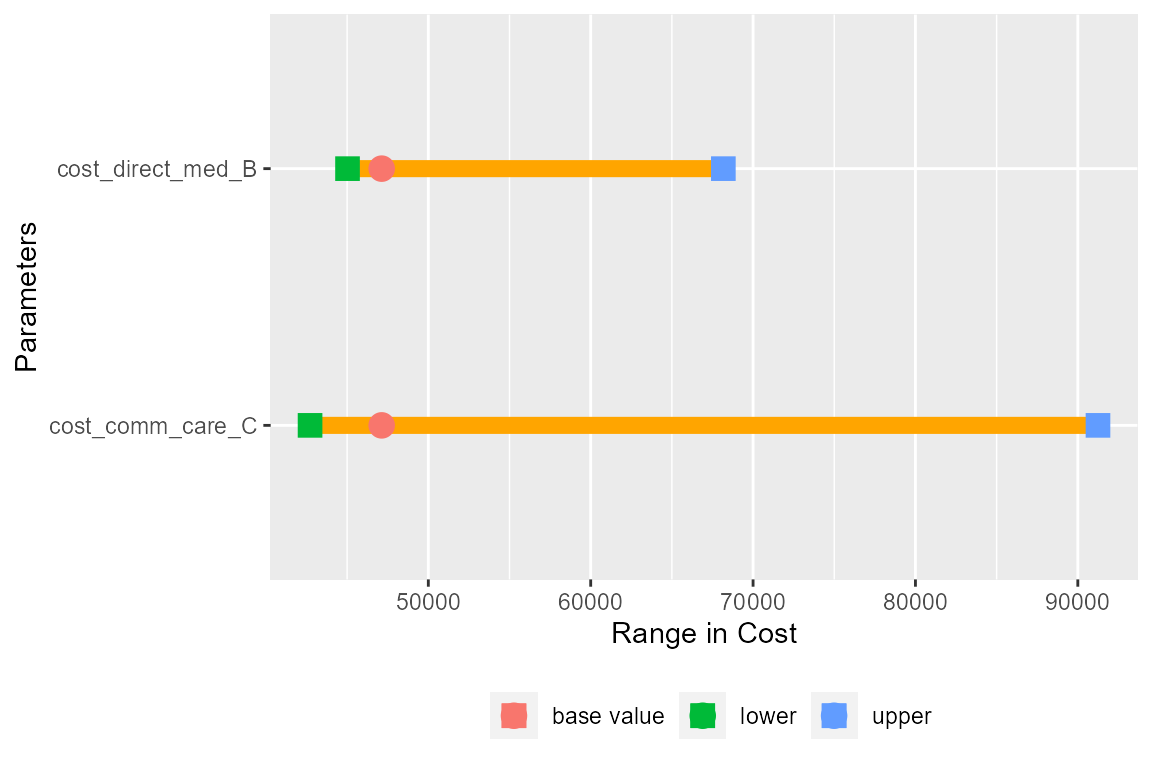 cost_direct_med_B
cost_comm_care_C
Parameters
50000 60000 70000 80000 90000
Range in Cost
base value lower upper